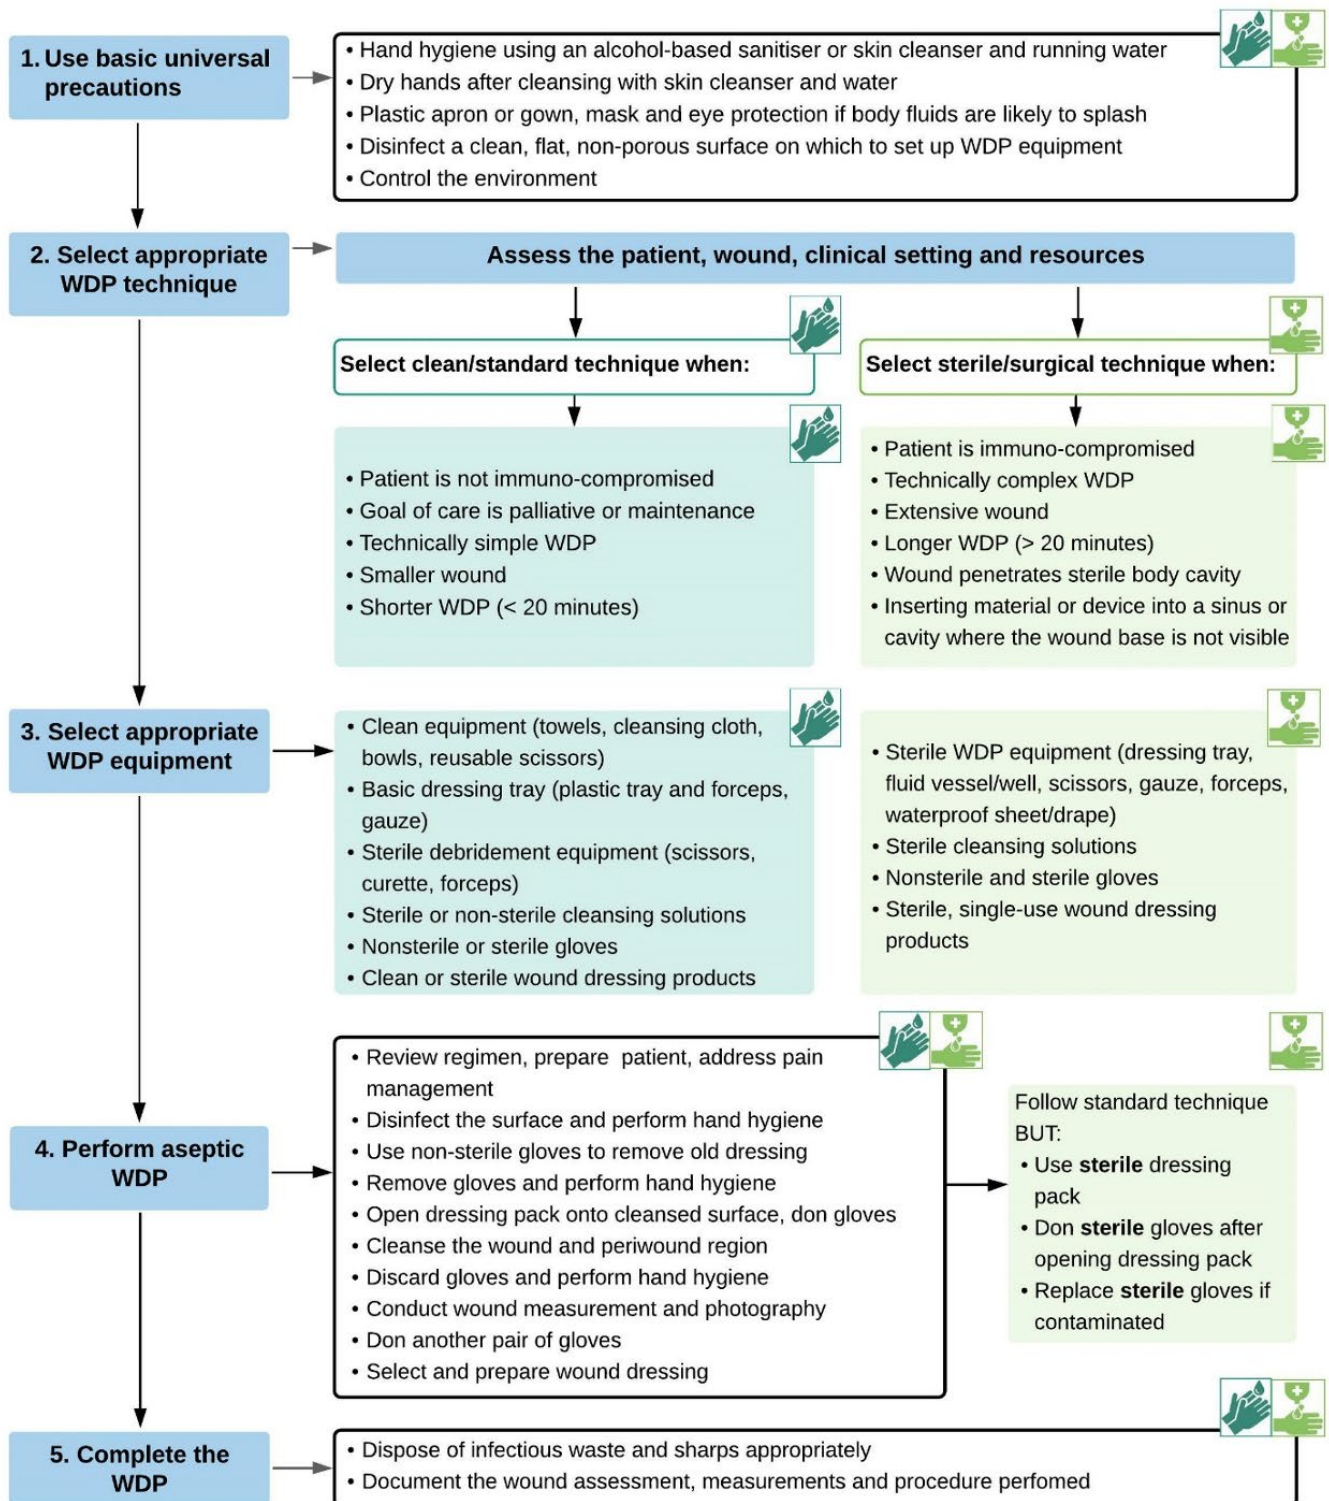 1. Use basic universal
precautions
• Hand hygiene using an alcohol-based sanitiser or skin cleanser and running water
• Dry hands after cleansing with skin cleanser and water
• Plastic apron or gown, mask and eye protection if body fluids are likely to splash
• Disinfect a clean, flat, non-porous surface on which to set up WDP equipment
• Control the environment
2. Select appropriate
WDP technique
Assess the patient, wound, clinical setting and resources
Select clean/standard technique when:
• Patient is not immuno-compromised
• Goal of care is palliative or maintenance
• Technically simple WDP
• Smaller wound
• Shorter WDP (< 20 minutes)
Select sterile/surgical technique when:
• Patient is immuno-compromised
• Technically complex WDP
• Extensive wound
• Longer WDP (> 20 minutes)
• Wound penetrates sterile body cavity
• Inserting material or device into a sinus or
cavity where the wound base is not visible
3. Select appropriate
WDP equipment
• Clean equipment (towels, cleansing cloth,
bowls, reusable scissors)
• Basic dressing tray (plastic tray and forceps,
gauze)
• Sterile debridement equipment (scissors,
curette, forceps)
• Sterile or non-sterile cleansing solutions
• Nonsterile or sterile gloves
• Clean or sterile wound dressing products
• Sterile WDP equipment (dressing tray,
fluid vessel/well, scissors, gauze, forceps,
waterproof sheet/drape)
• Sterile cleansing solutions
• Nonsterile and sterile gloves
• Sterile, single-use wound dressing
products
4. Perform aseptic
WDP
• Review regimen, prepare patient, address pain
management
• Disinfect the surface and perform hand hygiene
• Use non-sterile gloves to remove old dressing
• Remove gloves and perform hand hygiene
• Open dressing pack onto cleansed surface, don gloves
• Cleanse the wound and periwound region
• Discard gloves and perform hand hygiene
• Conduct wound measurement and photography
• Don another pair of gloves
• Select and prepare wound dressing
Follow standard technique
BUT:
• Use sterile dressing
pack
• Don sterile gloves after
opening dressing pack
• Replace sterile gloves if
contaminated
5. Complete the
WDP
• Dispose of infectious waste and sharps appropriately
• Document the wound assessment, measurements and procedure perfomed